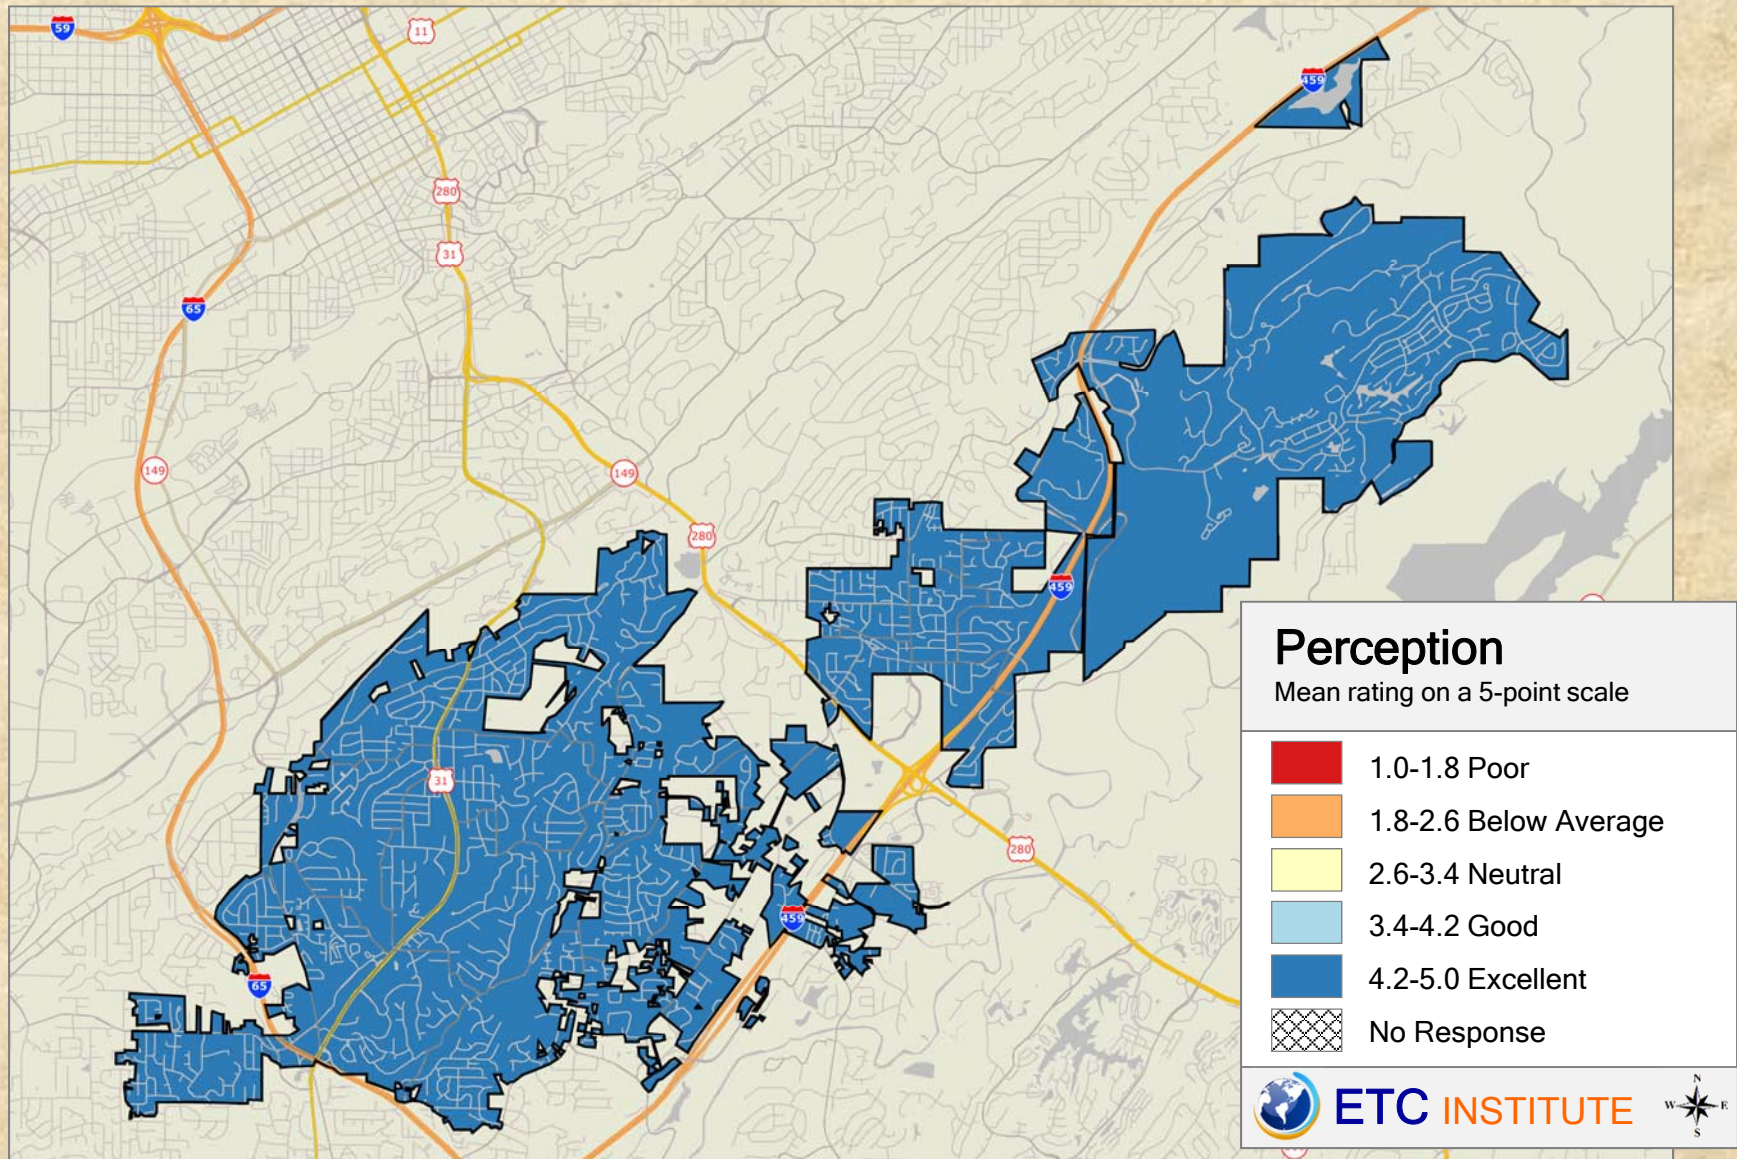 59
11
459
280
31
65
149
149
280
459
31
280
459
65
Perception
Mean rating on a 5-point scale
1.0-1.8 Poor
1.8-2.6 Below Average
2.6-3.4 Neutral
3.4-4.2 Good
4.2-5.0 Excellent
No Response
ETC INSTITUTE
N
W E
S